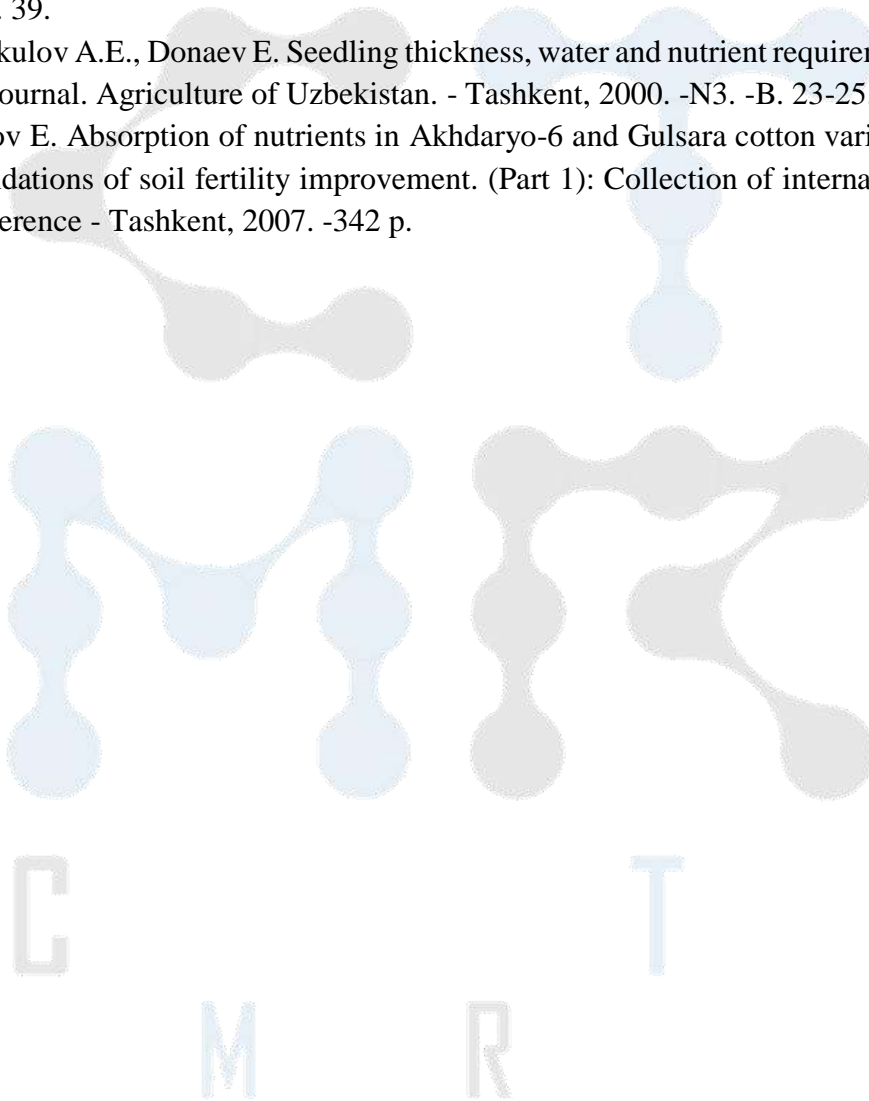 . 39.
kulov A.E., Donaev E. Seedling thickness, water and nutrient requirem
ournal. Agriculture of Uzbekistan. - Tashkent, 2000. -N3. -B. 23-25.
ov E. Absorption of nutrients in Akhdaryo-6 and Gulsara cotton vari
ndations of soil fertility improvement. (Part 1): Collection of interna
erence - Tashkent, 2007. -342 p.
C T
M R